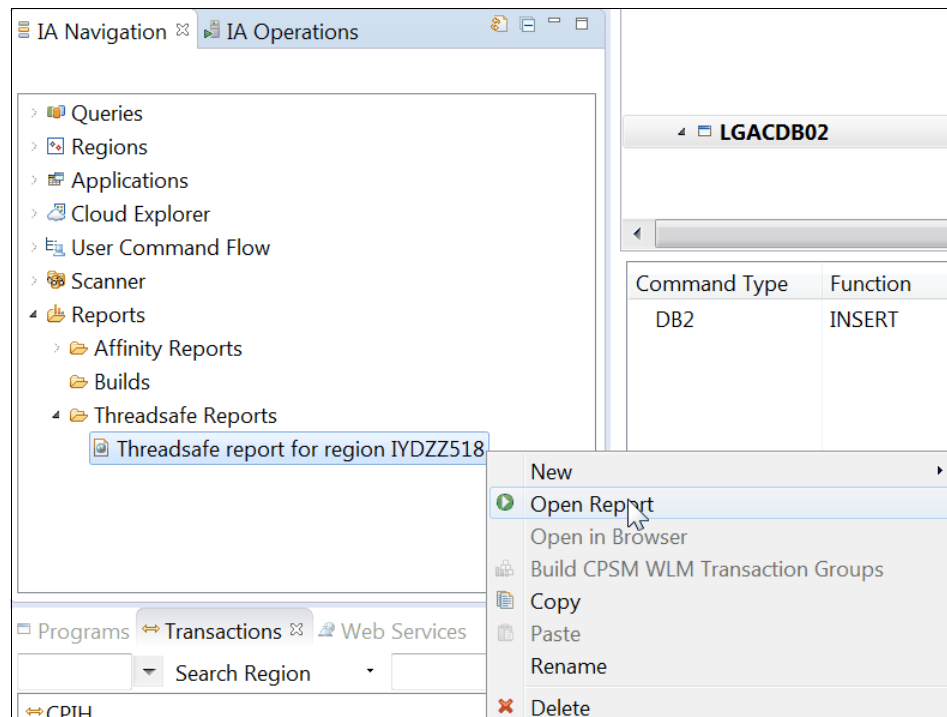 IA Navigation IA Operations
Queries
Regions
Applications
Cloud Explorer
User Command Flow
Scanner
Reports
Affinity Reports
Builds
Threadsafe Reports
Threadsafe report for region IYDZZ518
LGACDB02
Command Type Function
DB2 INSERT
New
Open Report
Open in Browser
Build CPSM WLM Transaction Groups
Copy
Paste
Rename
Delete
Programs Transactions Web Services
Search Region
CPIH